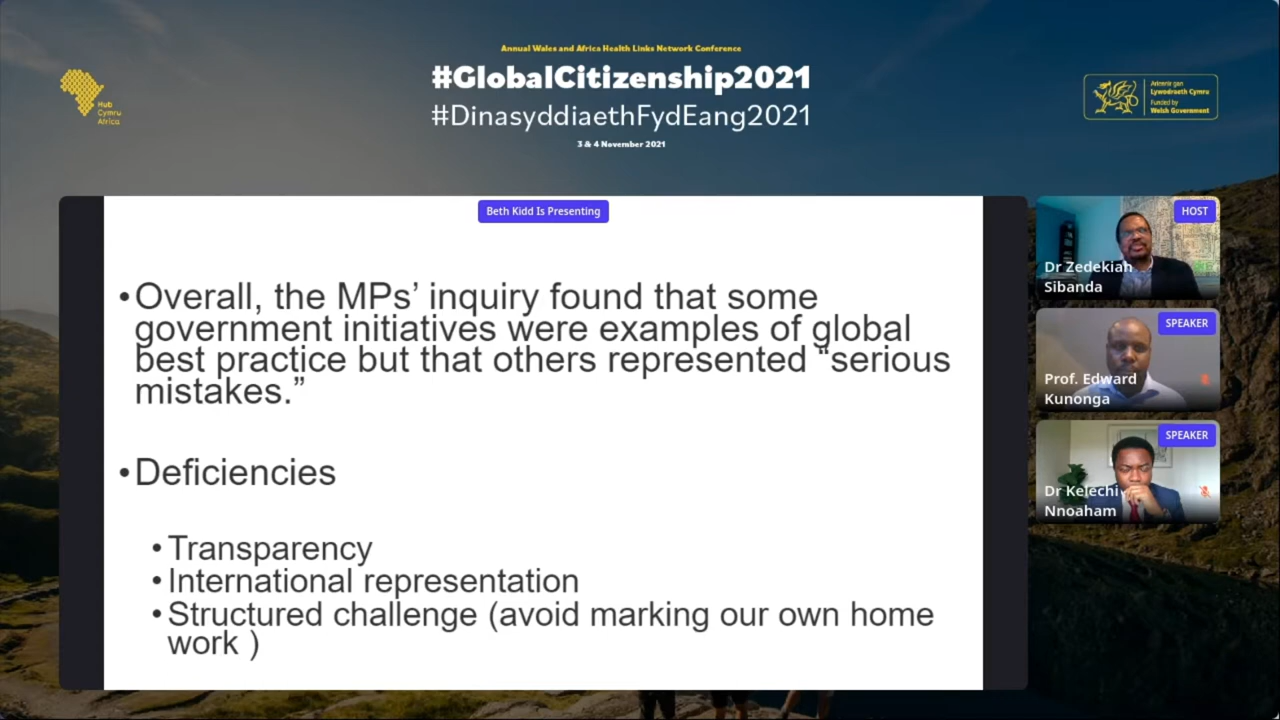 Annual Wales and Africa Health Links Network Conference
#GlobalCitizenship2021
#DinasyddiaethFydEang2021
3 & 4 November 2021
Hub
Cymru
Africa
Ariennir gan
Lywodraeth Cymru
Funded by
Welsh Government
Beth Kidd Is Presenting
•Overall, the MPs’ inquiry found that some
government initiatives were examples of global
best practice but that others represented “serious
mistakes.”
•Deficiencies
•Transparency
•International representation
•Structured challenge (avoid marking our own home
work )
HOST
Dr Zedekiah
Sibanda
SPEAKER
Prof. Edward
Kunonga
SPEAKER
Dr Kelechi
Nnoaham